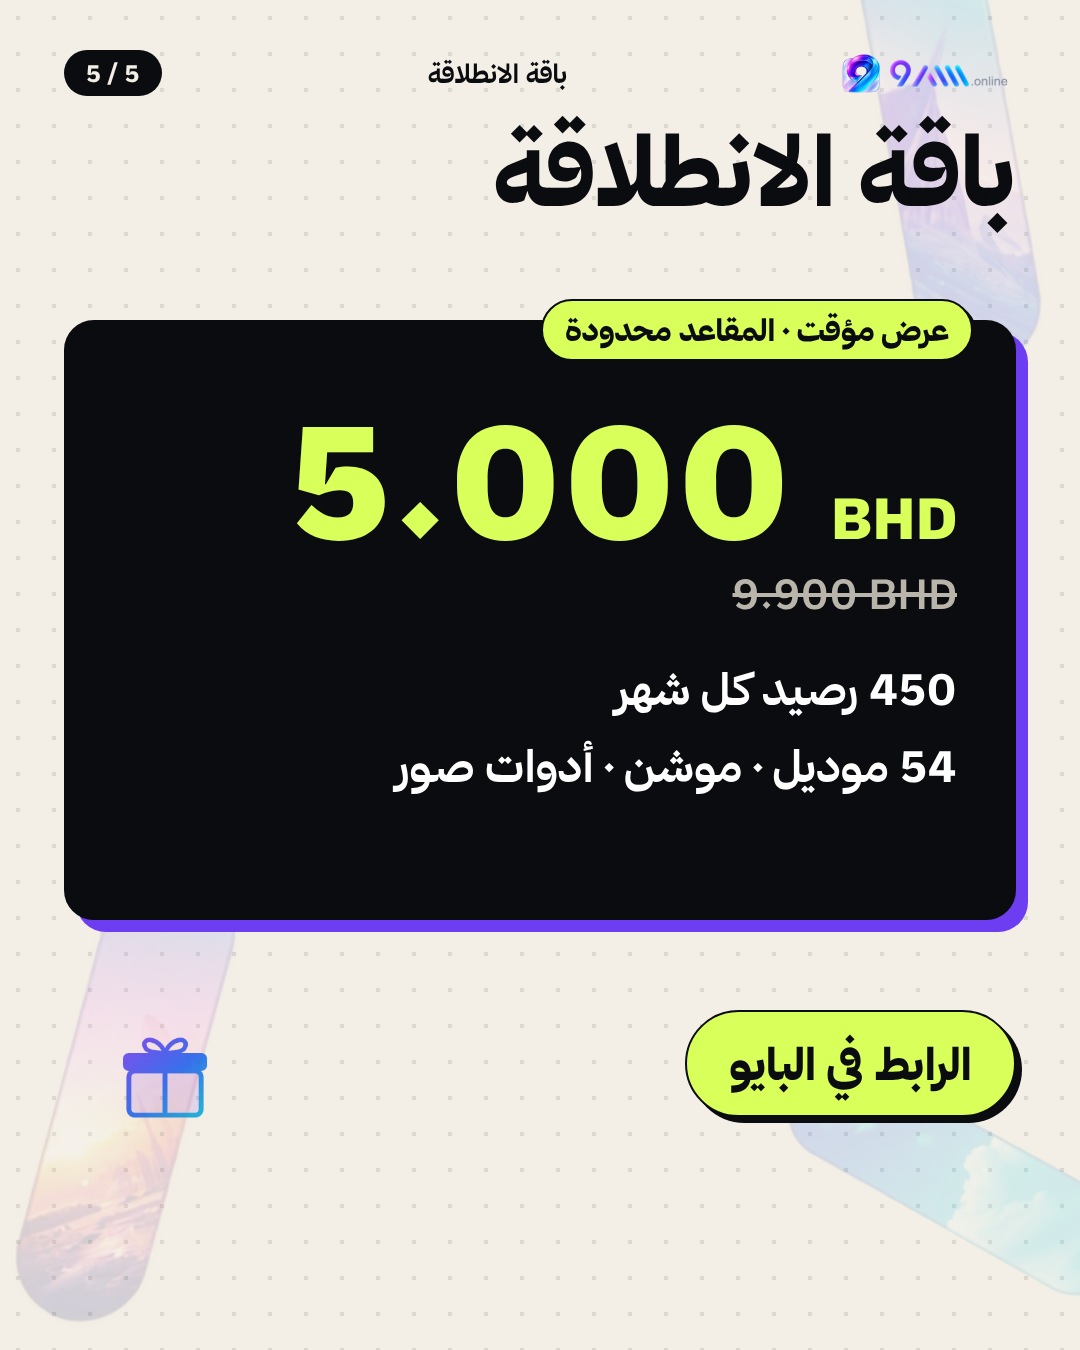 9
.online
باقة الانطلاقة
5 / 5
باقة الانطلاقة
عرض مؤقت · المقاعد محدودة
5.000 BHD
9.900 BHD
450 رصيد كل شهر
54 موديل · موشن · أدوات صور
الرابط في البايو